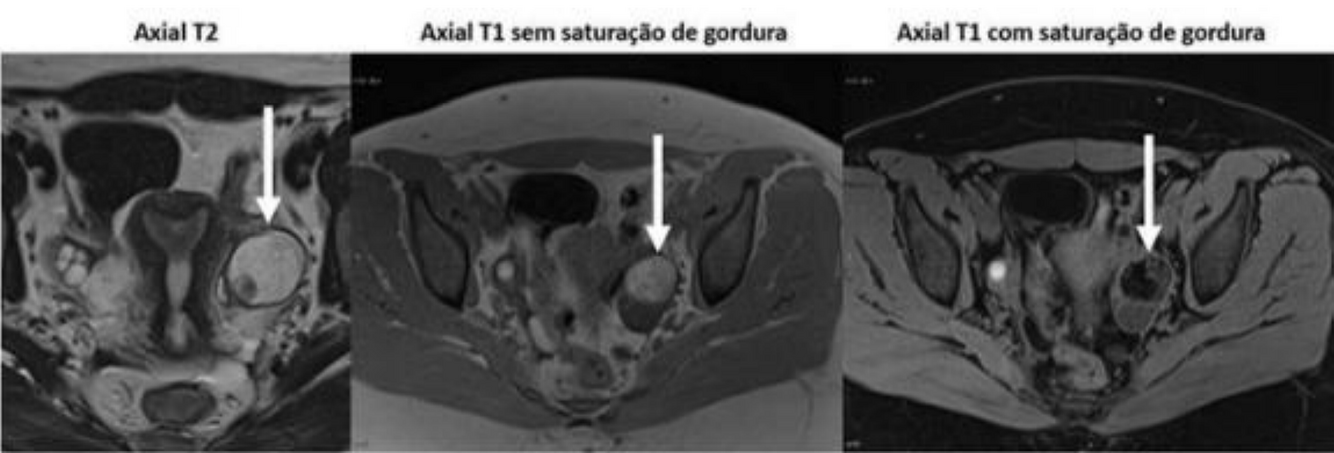 Axial T2
Axial T1 sem saturação de gordura
Axial T1 com saturação de gordura